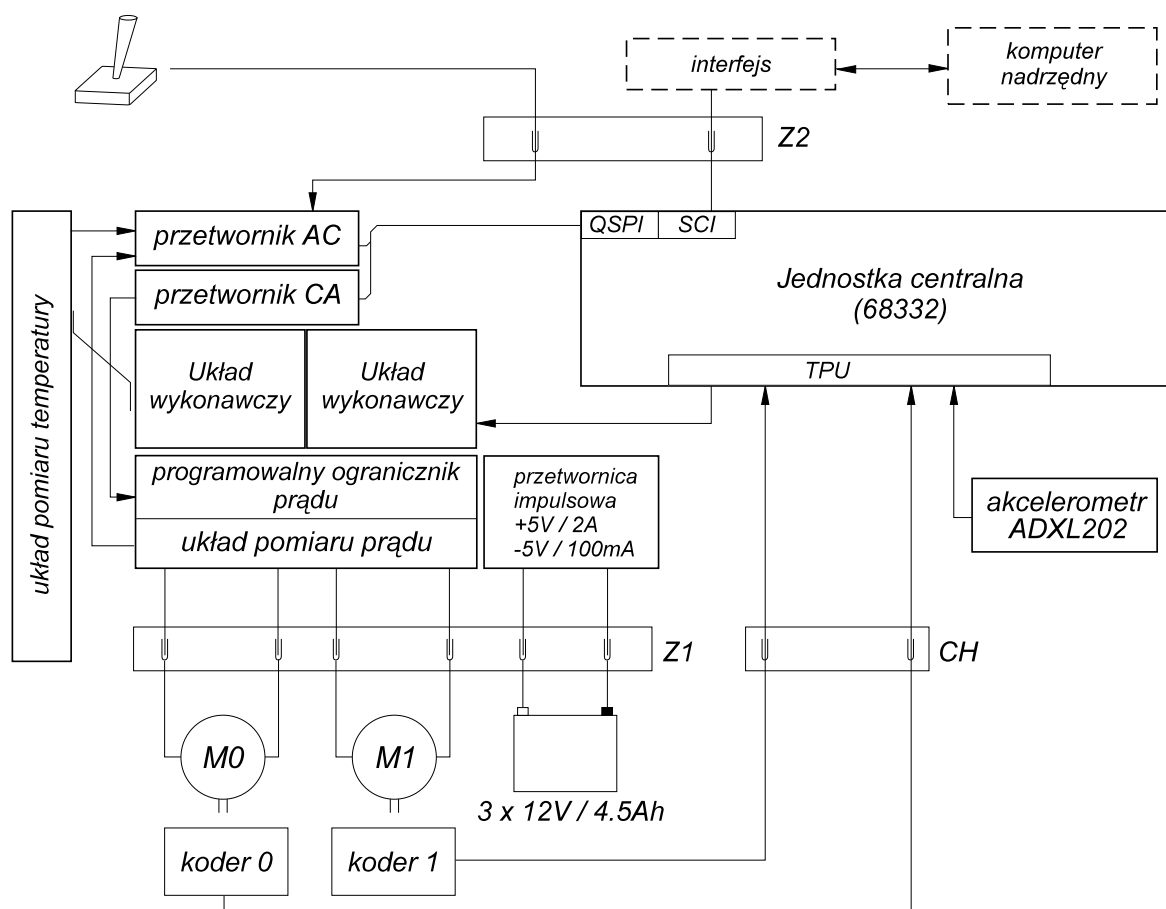 interfejs
komputer
nadrzędny
Z2
przetwornik AC
QSPI
SCI
przetwornik CA
Jednostka centralna
(68332)
układ pomiaru temperatury
Układ
wykonawczy
Układ
wykonawczy
TPU
programowalny ogranicznik
prądu
układ pomiaru prądu
przetwornica
impulsowa
+5V / 2A
-5V / 100mA
akcelerometr
ADXL202
Z1
CH
M0
M1
3 x 12V / 4.5Ah
koder 0
koder 1